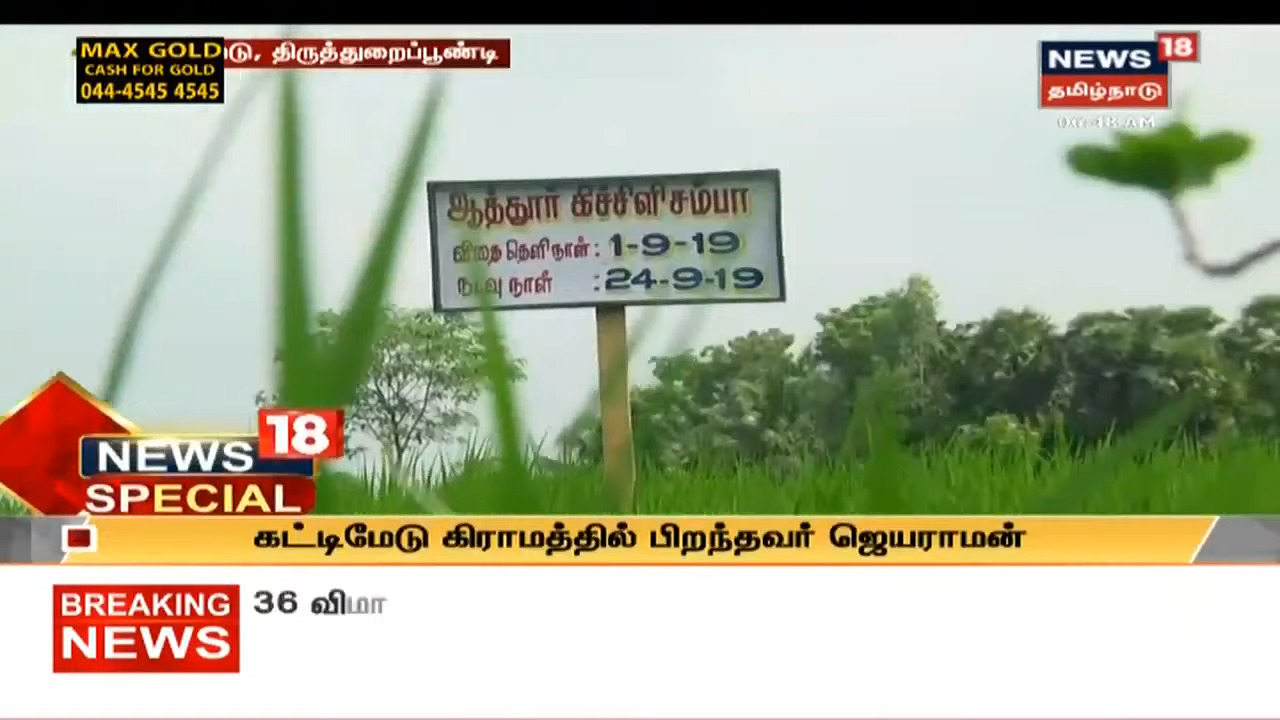 MAX GOLD
CASH FOR GOLD
044-4545 4545
டு, திருத்துறைப்பூண்டி
NEWS 18
தமிழ்நாடு
ஆத்தூர் கிச்சிளி சம்பா
விதை தெளி நாள் : 1-9-19
நடவு நாள் : 24-9-19
NEWS 18
SPECIAL
கட்டிமேடு கிராமத்தில் பிறந்தவர் ஜெயராமன்
BREAKING
NEWS
36 விமா